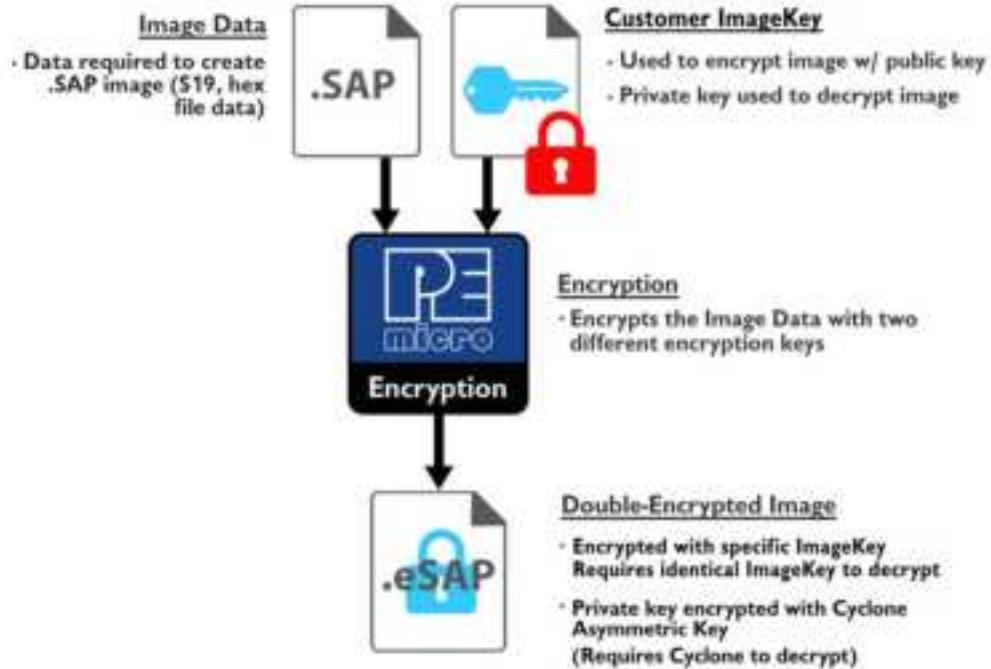 Image Data
· Data required to create
.SAP image (S19, hex
file data)
.SAP
Customer ImageKey
· Used to encrypt image w/ public key
· Private key used to decrypt image
PE
micro
Encryption
Encryption
· Encrypts the Image Data with two
different encryption keys
.eSAP
Double-Encrypted Image
· Encrypted with specific ImageKey
Requires identical ImageKey to decrypt
· Private key encrypted with Cyclone
Asymmetric Key
(Requires Cyclone to decrypt)